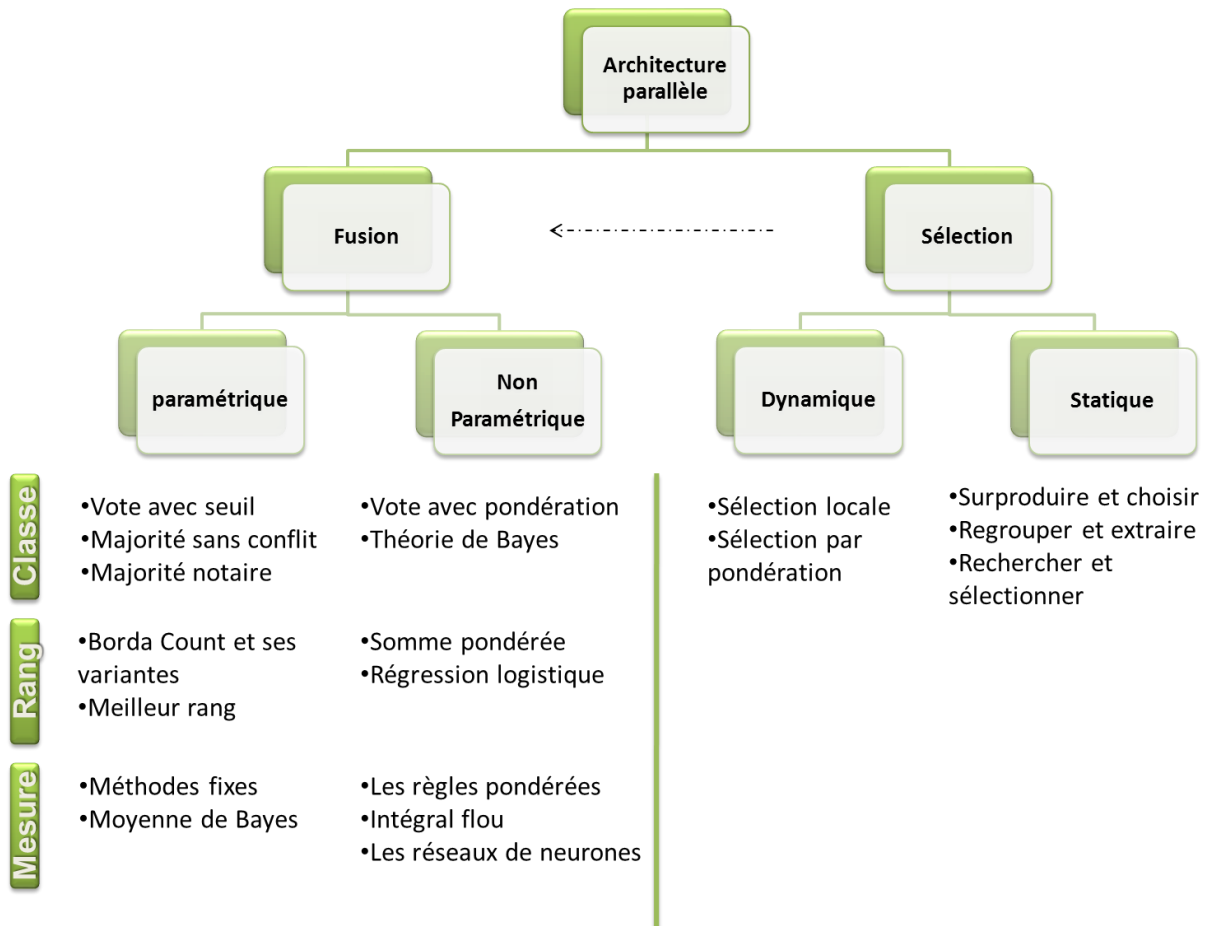 Architecture
parallèle
Fusion
Sélection
paramétrique
Non
Paramétrique
Dynamique
Statique
Classe
•Vote avec seuil
•Majorité sans conflit
•Majorité notaire
•Vote avec pondération
•Théorie de Bayes
•Sélection locale
•Sélection par
pondération
•Surproduire et choisir
•Regrouper et extraire
•Rechercher et
sélectionner
Rang
•Borda Count et ses
variantes
•Meilleur rang
•Somme pondérée
•Régression logistique
Mesure
•Méthodes fixes
•Moyenne de Bayes
•Les règles pondérées
•Intégral flou
•Les réseaux de neurones